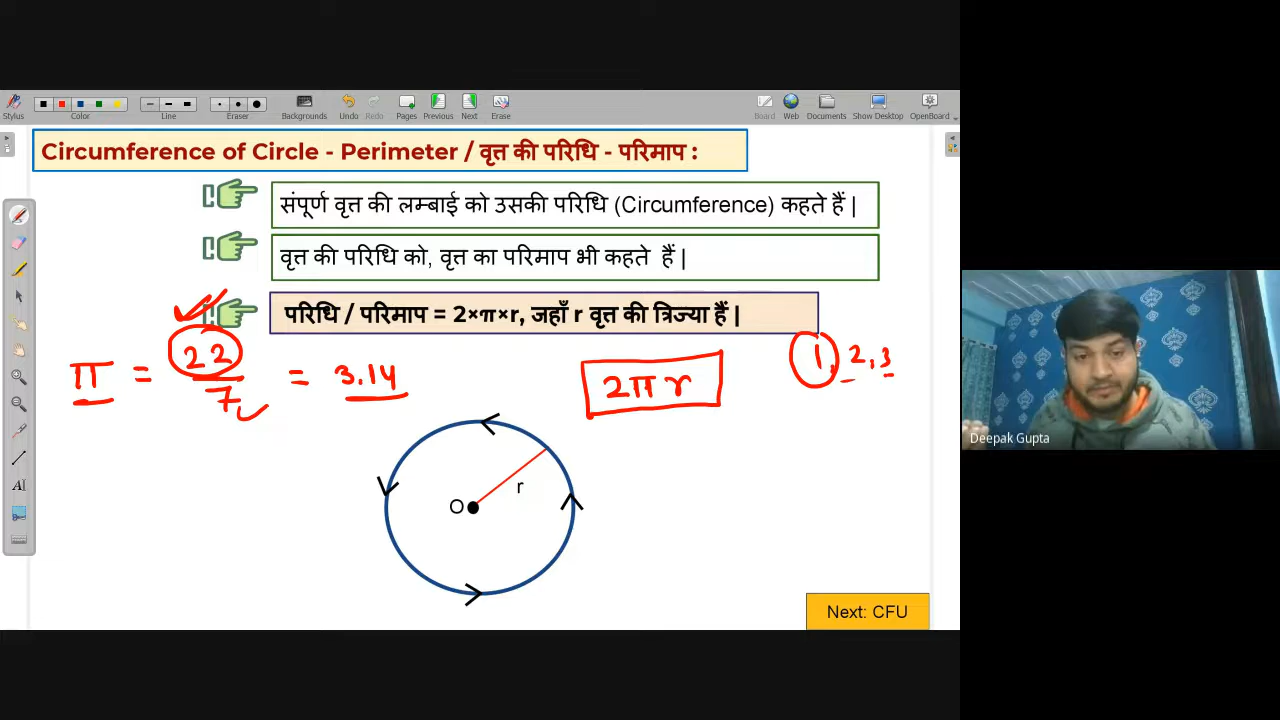 Stylus Color Line Eraser Backgrounds Undo Redo Pages Previous Next Erase Board Web Documents Show Desktop OpenBoard
Circumference of Circle - Perimeter / वृत्त की परिधि - परिमाप :
संपूर्ण वृत्त की लम्बाई को उसकी परिधि (Circumference) कहते हैं |
वृत्त की परिधि को, वृत्त का परिमाप भी कहते हैं |
परिधि / परिमाप = 2×π×r, जहाँ r वृत्त की त्रिज्या हैं |
π = 22/7 = 3.14
2πr
1, 2, 3
Deepak Gupta
r
O
AI
Next: CFU